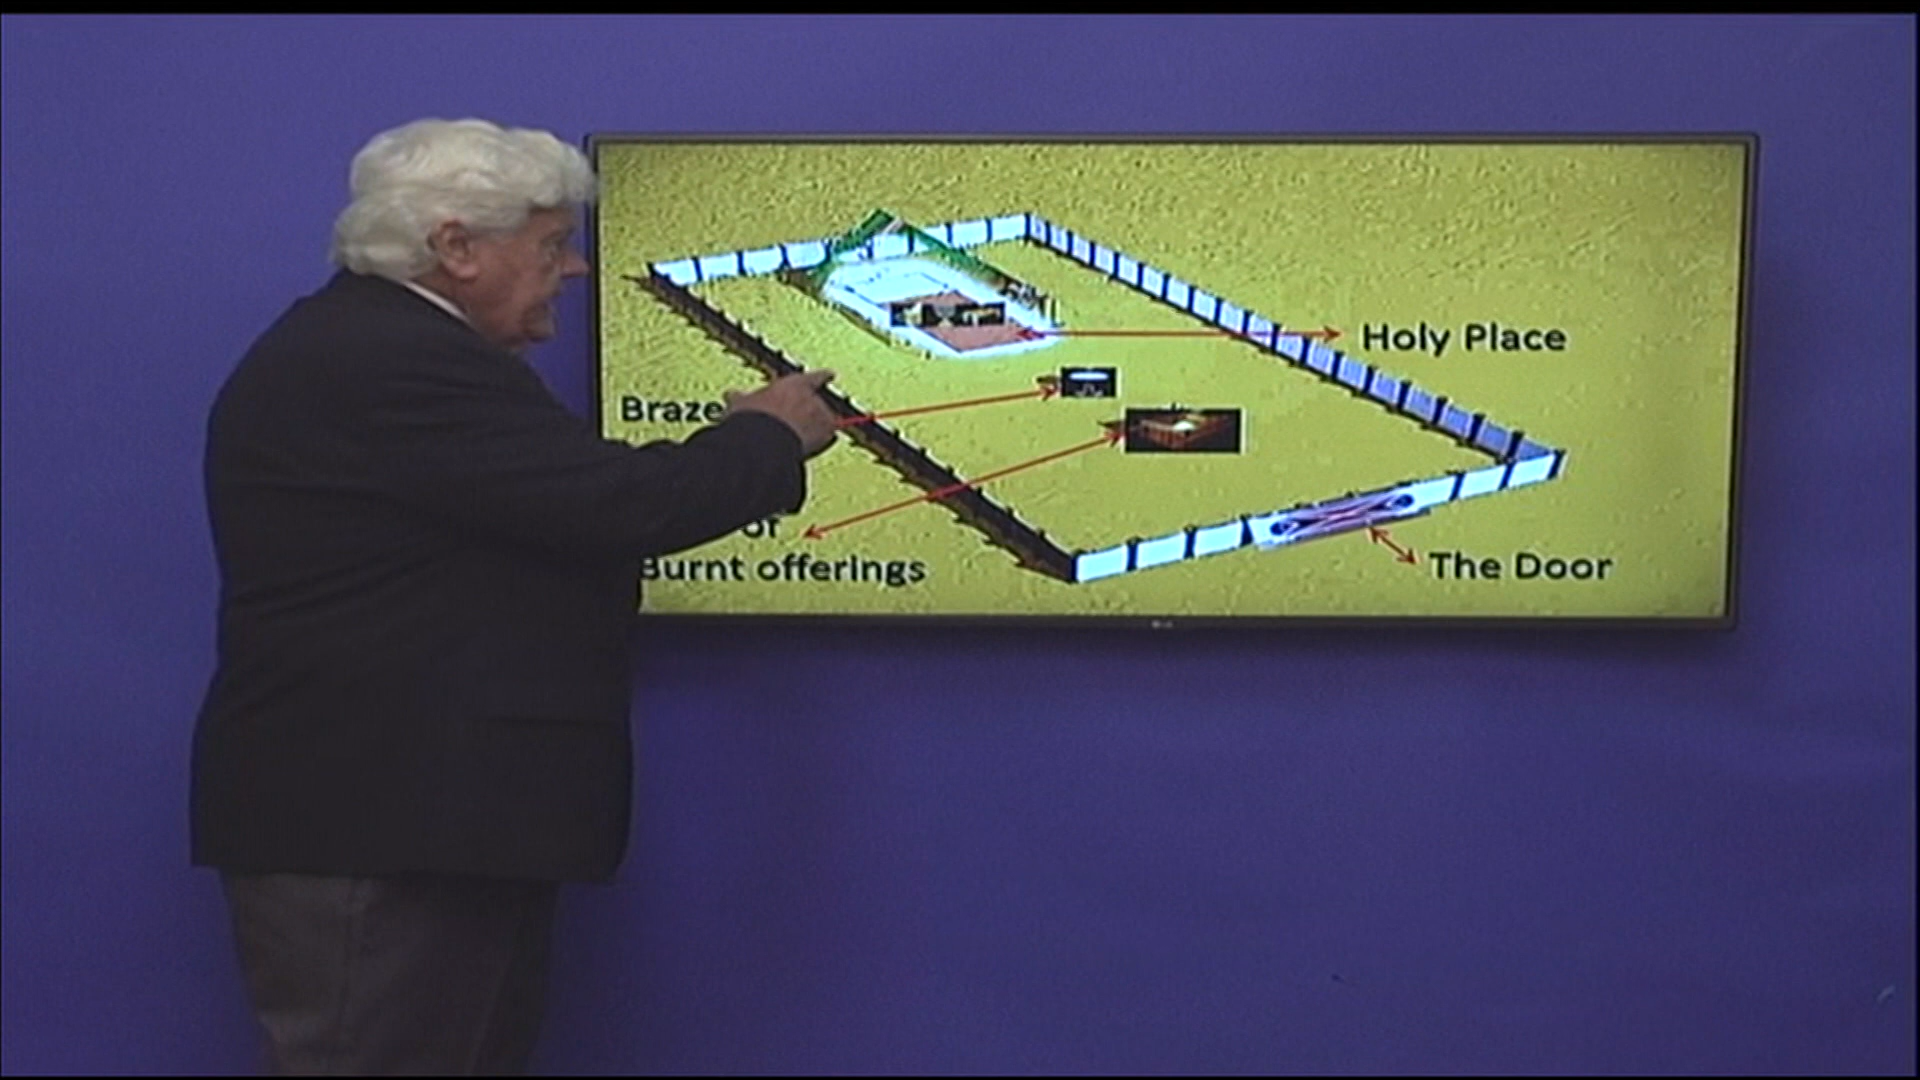 Holy Place
Braze
of
Burnt offerings
The Door